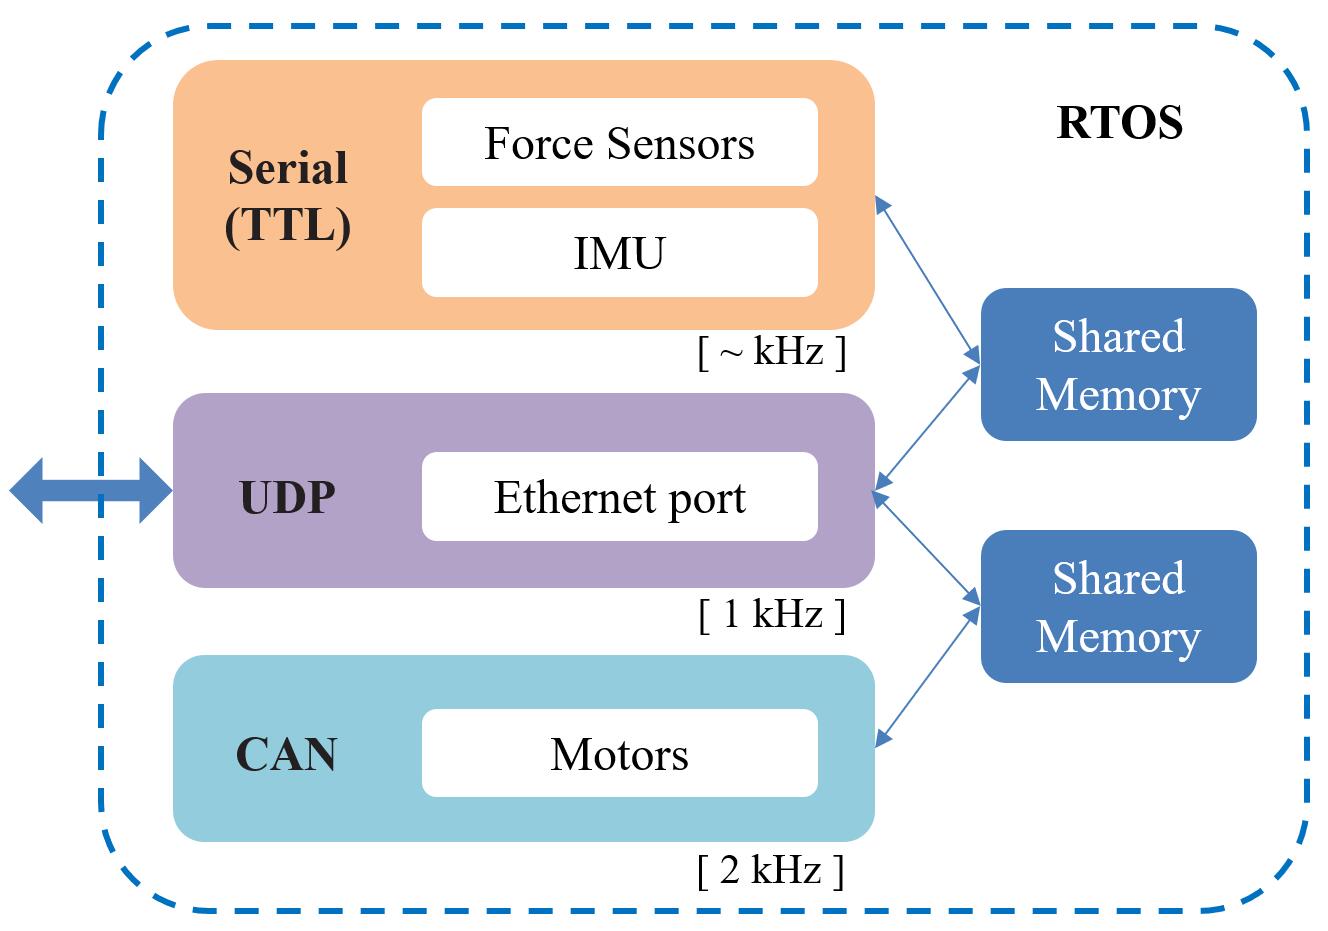 RTOS
Serial
(TTL)
Force Sensors
IMU
[ ~ kHz ]
Shared
Memory
UDP
Ethernet port
[ 1 kHz ]
Shared
Memory
CAN
Motors
[ 2 kHz ]